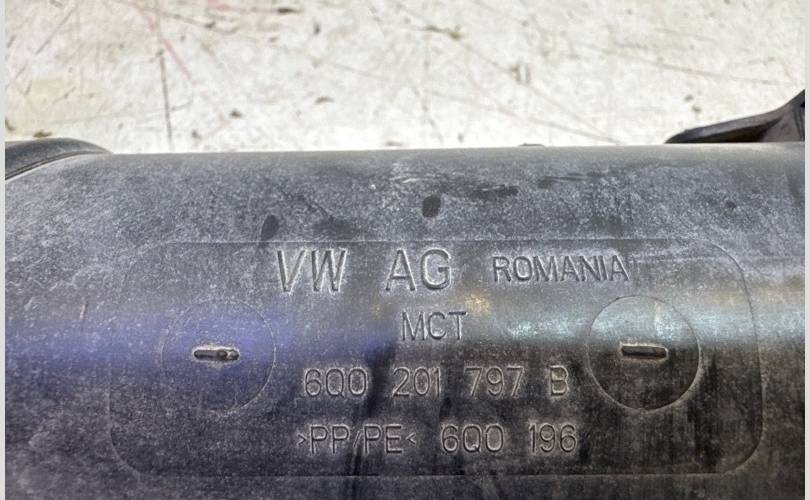 VW AG ROMANIA
MCT
6Q0 201 797 B
>PP/PE< 6Q0 196